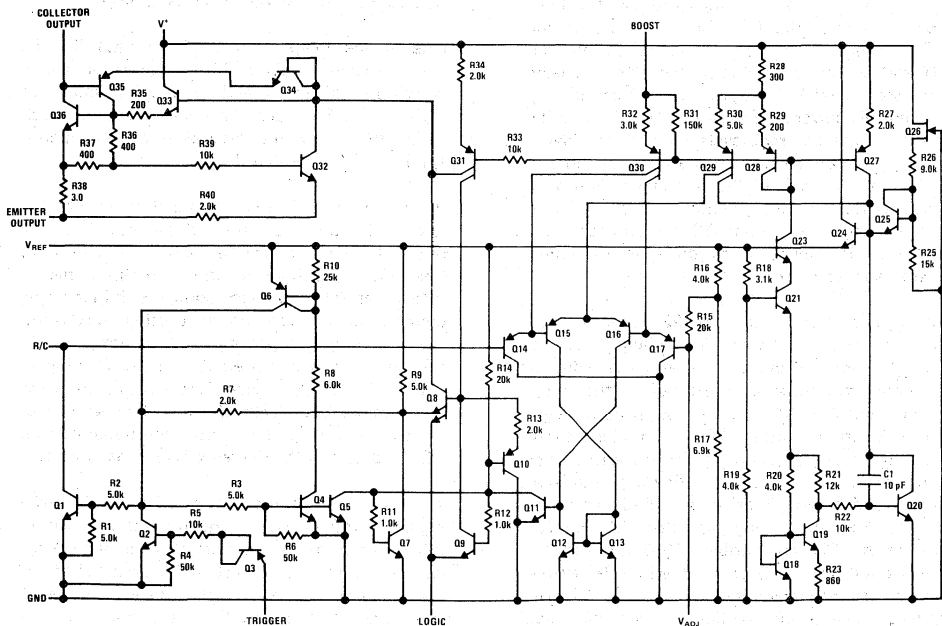 COLLECTOR
OUTPUT
V+
BOOST
Q35
R35
200
Q33
Q34
Q36
R36
400
R37
400
R39
10k
Q32
R38
3.0
R40
2.0k
EMITTER
OUTPUT
R34
2.0k
R33
10k
Q31
R32
3.0k
R31
150k
Q30
R30
5.0k
Q29
R28
300
R29
200
Q28
R27
2.0k
Q27
Q26
R26
9.0k
Q25
R25
15k
Q24
VREF
Q6
R10
25k
R16
4.0k
R18
3.1k
Q23
Q21
R15
20k
R/C
Q14
Q15
Q16
Q17
R14
20k
R8
6.0k
R9
5.0k
R7
2.0k
Q8
R13
2.0k
Q10
R17
6.9k
R19
4.0k
R20
4.0k
R21
12k
C1
10 pF
R22
10k
Q20
Q19
Q18
R23
860
R2
5.0k
R3
5.0k
Q1
R1
5.0k
Q2
R5
10k
R4
50k
Q3
Q4
Q5
R6
50k
R11
1.0k
Q7
R12
1.0k
Q9
Q11
Q12
Q13
GND
TRIGGER
LOGIC
VADJ